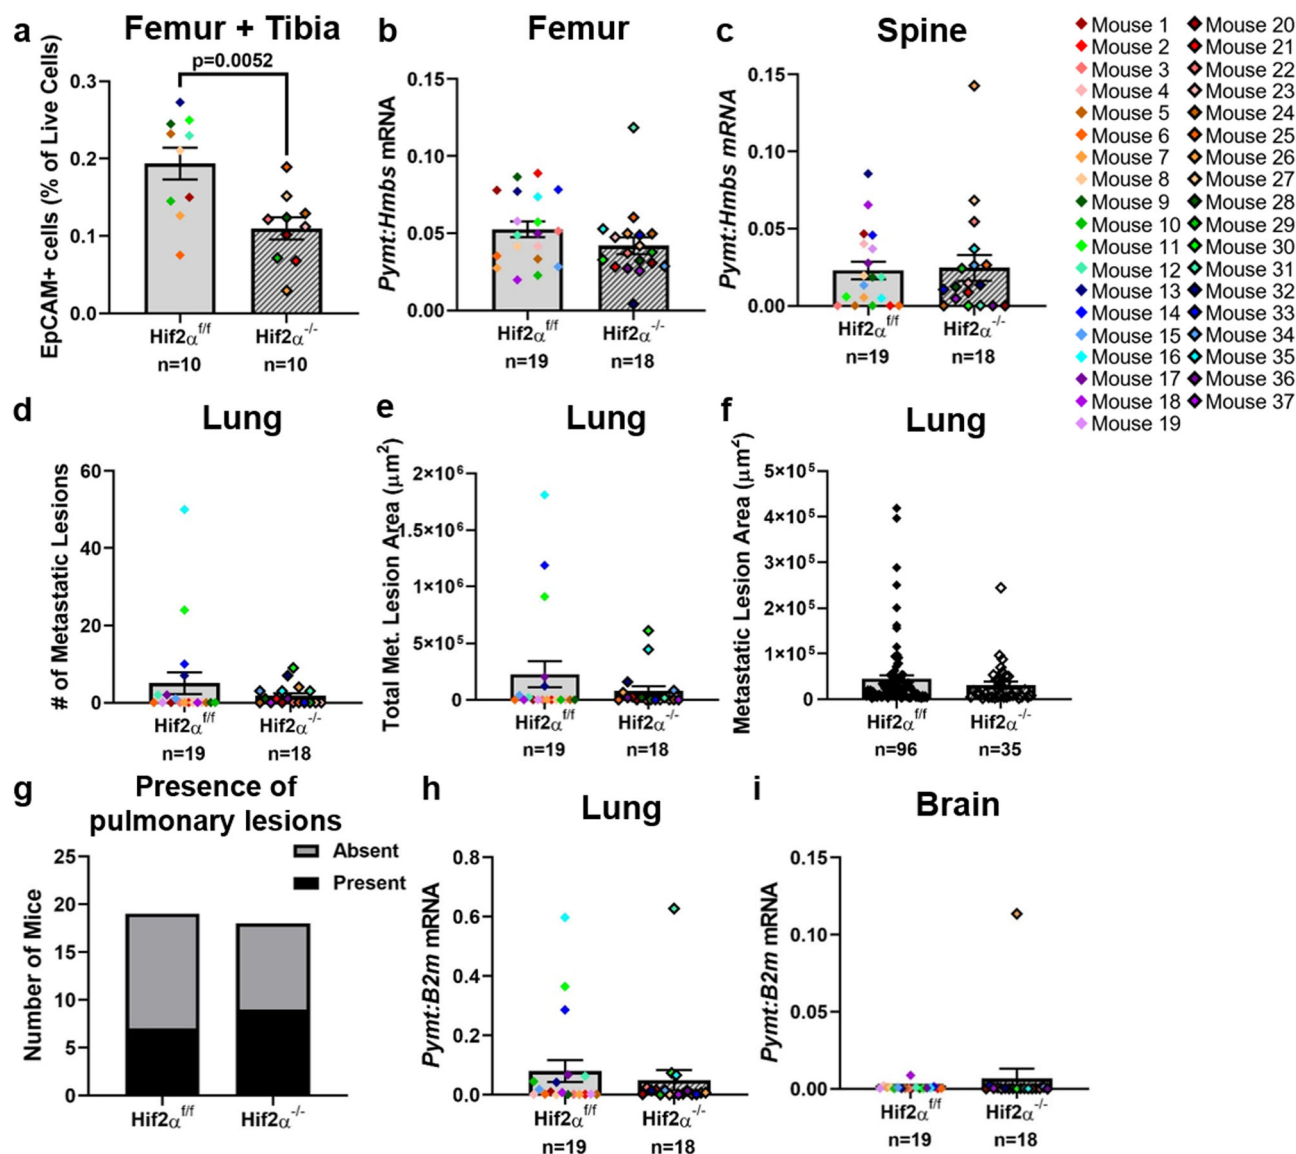 a
Femur + Tibia
EpCAM+ cells (% of Live Cells)
0.3
0.2
0.1
0.0
p=0.0052
Hif2α^f/f
n=10
Hif2α^-/-
n=10
b
Femur
Pymt:Hmbs mRNA
0.15
0.10
0.05
0.00
Hif2α^f/f
n=19
Hif2α^-/-
n=18
c
Spine
Pymt:Hmbs mRNA
0.15
0.10
0.05
0.00
Hif2α^f/f
n=19
Hif2α^-/-
n=18
Mouse 1
Mouse 2
Mouse 3
Mouse 4
Mouse 5
Mouse 6
Mouse 7
Mouse 8
Mouse 9
Mouse 10
Mouse 11
Mouse 12
Mouse 13
Mouse 14
Mouse 15
Mouse 16
Mouse 17
Mouse 18
Mouse 19
Mouse 20
Mouse 21
Mouse 22
Mouse 23
Mouse 24
Mouse 25
Mouse 26
Mouse 27
Mouse 28
Mouse 29
Mouse 30
Mouse 31
Mouse 32
Mouse 33
Mouse 34
Mouse 35
Mouse 36
Mouse 37
d
Lung
# of Metastatic Lesions
60
40
20
0
Hif2α^f/f
n=19
Hif2α^-/-
n=18
e
Lung
Total Met. Lesion Area (μm²)
2×10⁶
1.5×10⁶
1×10⁶
5×10⁵
0
Hif2α^f/f
n=19
Hif2α^-/-
n=18
f
Lung
Metastatic Lesion Area (μm²)
5×10⁵
4×10⁵
3×10⁵
2×10⁵
1×10⁵
0
Hif2α^f/f
n=96
Hif2α^-/-
n=35
g
Presence of
pulmonary lesions
Absent
Present
Number of Mice
25
20
15
10
5
0
Hif2α^f/f
Hif2α^-/-
h
Lung
Pymt:B2m mRNA
0.8
0.6
0.4
0.2
0.0
Hif2α^f/f
n=19
Hif2α^-/-
n=18
i
Brain
Pymt:B2m mRNA
0.15
0.10
0.05
0.00
Hif2α^f/f
n=19
Hif2α^-/-
n=18